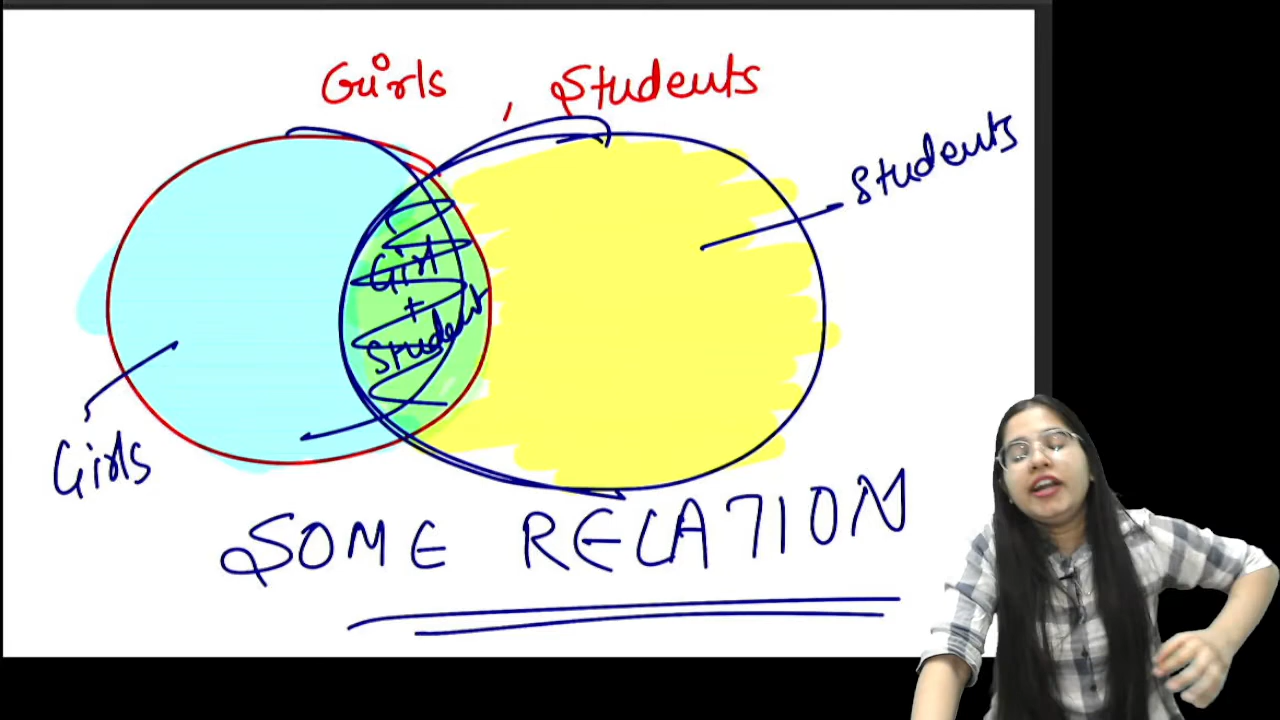 Girls, Students
Students
Girl
+
Student
Girls
SOME RELATION